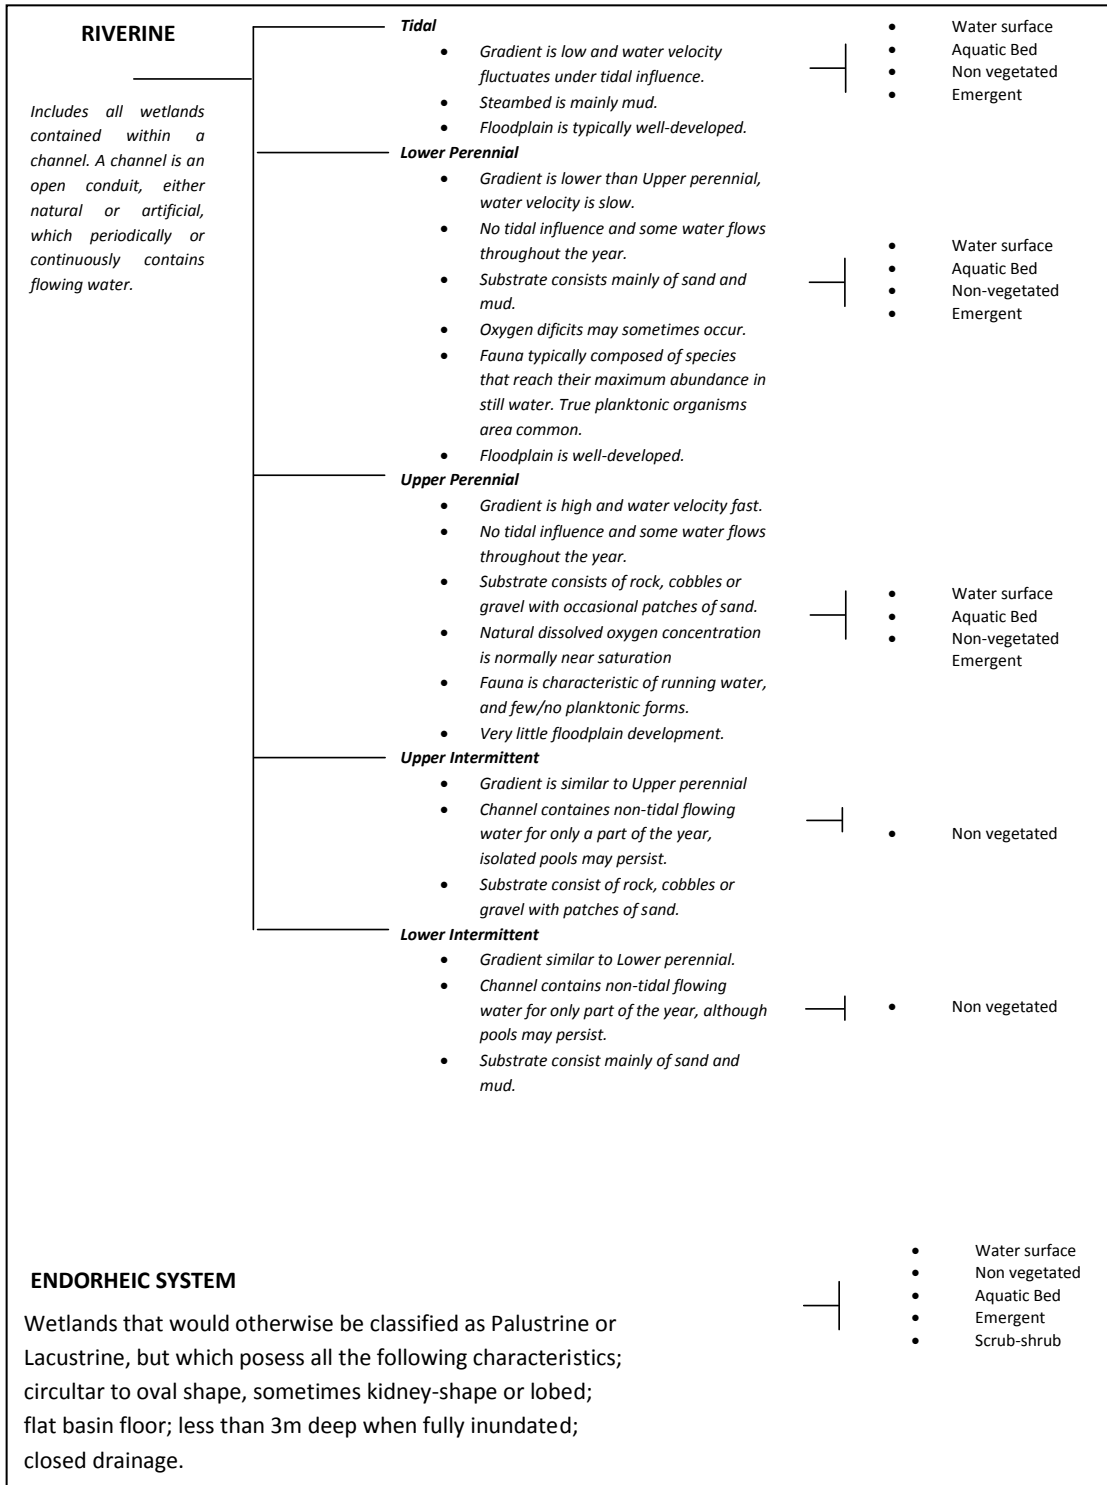 RIVERINE
Includes all wetlands
contained within a
channel. A channel is an
open conduit, either
natural or artificial,
which periodically or
continuously contains
flowing water.
Tidal
• Gradient is low and water velocity
fluctuates under tidal influence.
• Steambed is mainly mud.
• Floodplain is typically well-developed.
• Water surface
• Aquatic Bed
• Non vegetated
• Emergent
Lower Perennial
• Gradient is lower than Upper perennial,
water velocity is slow.
• No tidal influence and some water flows
throughout the year.
• Substrate consists mainly of sand and
mud.
• Oxygen dificits may sometimes occur.
• Fauna typically composed of species
that reach their maximum abundance in
still water. True planktonic organisms
area common.
• Floodplain is well-developed.
• Water surface
• Aquatic Bed
• Non-vegetated
• Emergent
Upper Perennial
• Gradient is high and water velocity fast.
• No tidal influence and some water flows
throughout the year.
• Substrate consists of rock, cobbles or
gravel with occasional patches of sand.
• Natural dissolved oxygen concentration
is normally near saturation
• Fauna is characteristic of running water,
and few/no planktonic forms.
• Very little floodplain development.
• Water surface
• Aquatic Bed
• Non-vegetated
Emergent
Upper Intermittent
• Gradient is similar to Upper perennial
• Channel containes non-tidal flowing
water for only a part of the year,
isolated pools may persist.
• Substrate consist of rock, cobbles or
gravel with patches of sand.
• Non vegetated
Lower Intermittent
• Gradient similar to Lower perennial.
• Channel contains non-tidal flowing
water for only part of the year, although
pools may persist.
• Substrate consist mainly of sand and
mud.
• Non vegetated
ENDORHEIC SYSTEM
Wetlands that would otherwise be classified as Palustrine or
Lacustrine, but which posess all the following characteristics;
circultar to oval shape, sometimes kidney-shape or lobed;
flat basin floor; less than 3m deep when fully inundated;
closed drainage.
• Water surface
• Non vegetated
• Aquatic Bed
• Emergent
• Scrub-shrub